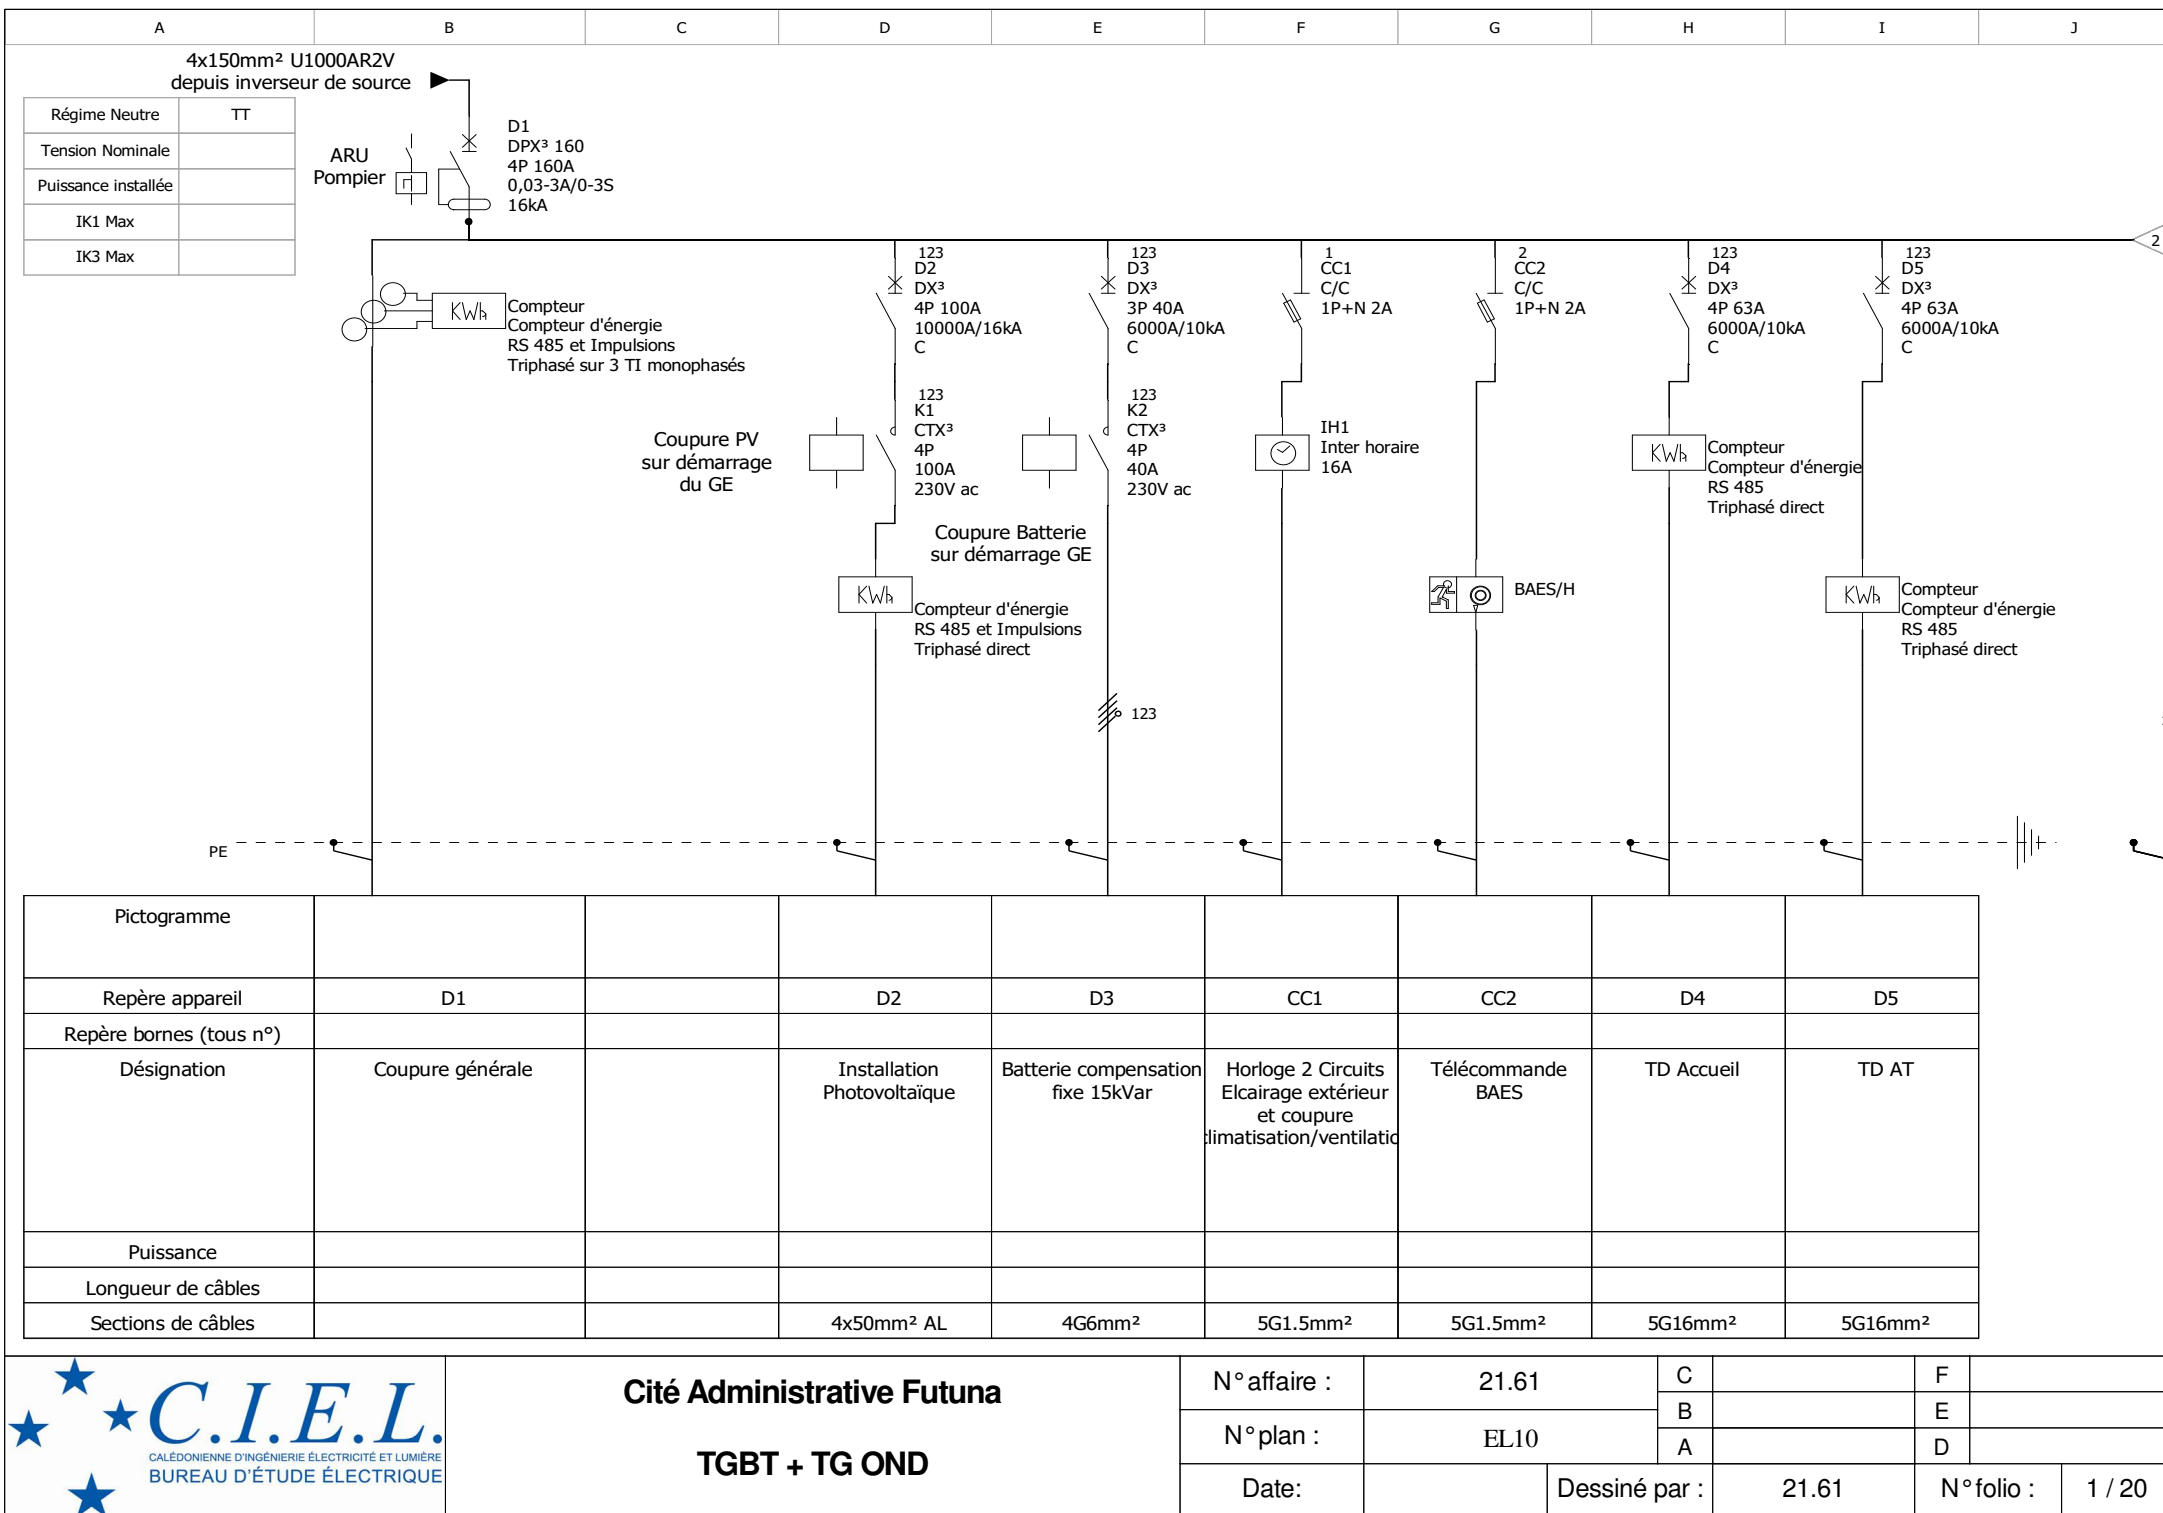 A B C D E F G H I J
4x150mm² U1000AR2V
depuis inverseur de source
Régime Neutre TT
Tension Nominale
Puissance installée
IK1 Max
IK3 Max
ARU
Pompier
D1
DPX³ 160
4P 160A
0,03-3A/0-3S
16kA
2
Compteur
Compteur d'énergie
RS 485 et Impulsions
Triphasé sur 3 TI monophasés
KWh
123
D2
DX³
4P 100A
10000A/16kA
C
123
D3
DX³
3P 40A
6000A/10kA
C
1
CC1
C/C
1P+N 2A
2
CC2
C/C
1P+N 2A
123
D4
DX³
4P 63A
6000A/10kA
C
123
D5
DX³
4P 63A
6000A/10kA
C
Coupure PV
sur démarrage
du GE
123
K1
CTX³
4P
100A
230V ac
123
K2
CTX³
4P
40A
230V ac
IH1
Inter horaire
16A
KWh
Compteur
Compteur d'énergie
RS 485
Triphasé direct
Coupure Batterie
sur démarrage GE
KWh
Compteur d'énergie
RS 485 et Impulsions
Triphasé direct
BAES/H
KWh
Compteur
Compteur d'énergie
RS 485
Triphasé direct
123
PE
Pictogramme
Repère appareil D1 D2 D3 CC1 CC2 D4 D5
Repère bornes (tous n°)
Désignation
Coupure générale
Installation
Photovoltaïque
Batterie compensation
fixe 15kVar
Horloge 2 Circuits
Elcairage extérieur
et coupure
limatisation/ventilatio
Télécommande
BAES
TD Accueil
TD AT
Puissance
Longueur de câbles
Sections de câbles 4x50mm² AL 4G6mm² 5G1.5mm² 5G1.5mm² 5G16mm² 5G16mm²
C.I.E.L.
CALÉDONIENNE D'INGÉNIERIE ÉLECTRICITÉ ET LUMIÈRE
BUREAU D'ÉTUDE ÉLECTRIQUE
Cité Administrative Futuna
TGBT + TG OND
N° affaire : 21.61
N° plan : EL10
C F
B E
A D
Date: Dessiné par : 21.61 N° folio : 1 / 20